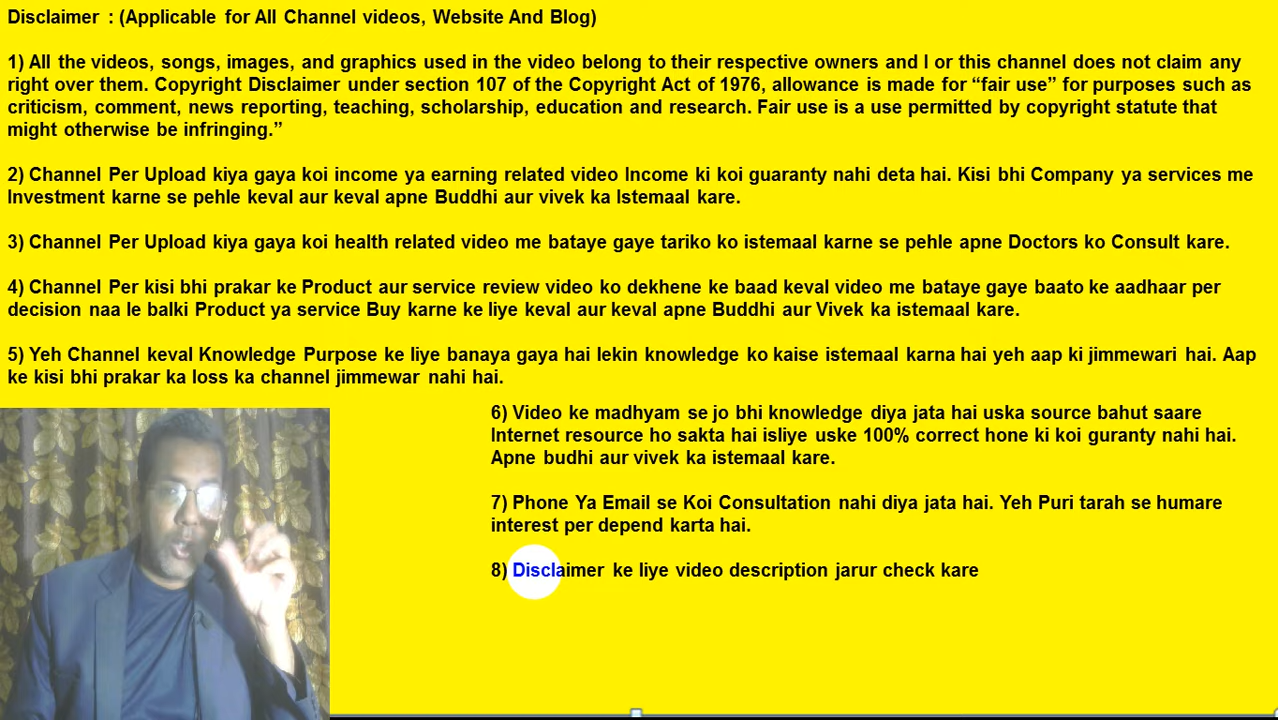 Disclaimer : (Applicable for All Channel videos, Website And Blog)
1) All the videos, songs, images, and graphics used in the video belong to their respective owners and I or this channel does not claim any
right over them. Copyright Disclaimer under section 107 of the Copyright Act of 1976, allowance is made for “fair use” for purposes such as
criticism, comment, news reporting, teaching, scholarship, education and research. Fair use is a use permitted by copyright statute that
might otherwise be infringing.”
2) Channel Per Upload kiya gaya koi income ya earning related video Income ki koi guaranty nahi deta hai. Kisi bhi Company ya services me
Investment karne se pehle keval aur keval apne Buddhi aur vivek ka Istemaal kare.
3) Channel Per Upload kiya gaya koi health related video me bataye gaye tariko ko istemaal karne se pehle apne Doctors ko Consult kare.
4) Channel Per kisi bhi prakar ke Product aur service review video ko dekhene ke baad keval video me bataye gaye baato ke aadhaar per
decision naa le balki Product ya service Buy karne ke liye keval aur keval apne Buddhi aur Vivek ka istemaal kare.
5) Yeh Channel keval Knowledge Purpose ke liye banaya gaya hai lekin knowledge ko kaise istemaal karna hai yeh aap ki jimmewari hai. Aap
ke kisi bhi prakar ka loss ka channel jimmewar nahi hai.
6) Video ke madhyam se jo bhi knowledge diya jata hai uska source bahut saare
Internet resource ho sakta hai isliye uske 100% correct hone ki koi guranty nahi hai.
Apne budhi aur vivek ka istemaal kare.
7) Phone Ya Email se Koi Consultation nahi diya jata hai. Yeh Puri tarah se humare
interest per depend karta hai.
8) Disclaimer ke liye video description jarur check kare